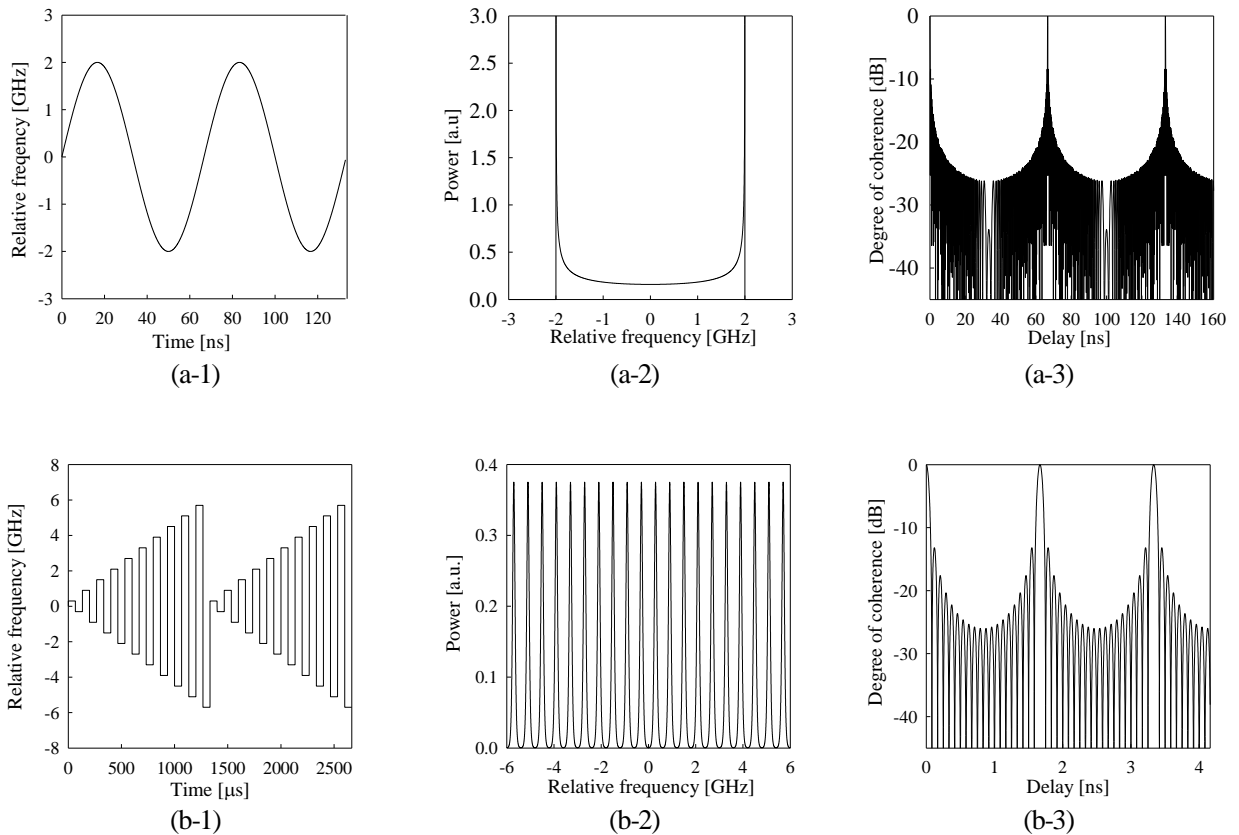 3
2
1
0
-1
-2
-3
Relative freqency [GHz]
0 20 40 60 80 100 120
Time [ns]
(a-1)
3.0
2.5
2.0
1.5
1.0
0.5
0.0
Power [a.u]
-3 -2 -1 0 1 2 3
Relative frequency [GHz]
(a-2)
0
-10
-20
-30
-40
Degree of coherence [dB]
0 20 40 60 80 100 120 140 160
Delay [ns]
(a-3)
8
6
4
2
0
-2
-4
-6
-8
Relative frequency [GHz]
0 500 1000 1500 2000 2500
Time [μs]
(b-1)
0.4
0.3
0.2
0.1
0.0
Power [a.u.]
-6 -4 -2 0 2 4 6
Relative frequency [GHz]
(b-2)
0
-10
-20
-30
-40
Degree of coherence [dB]
0 1 2 3 4
Delay [ns]
(b-3)